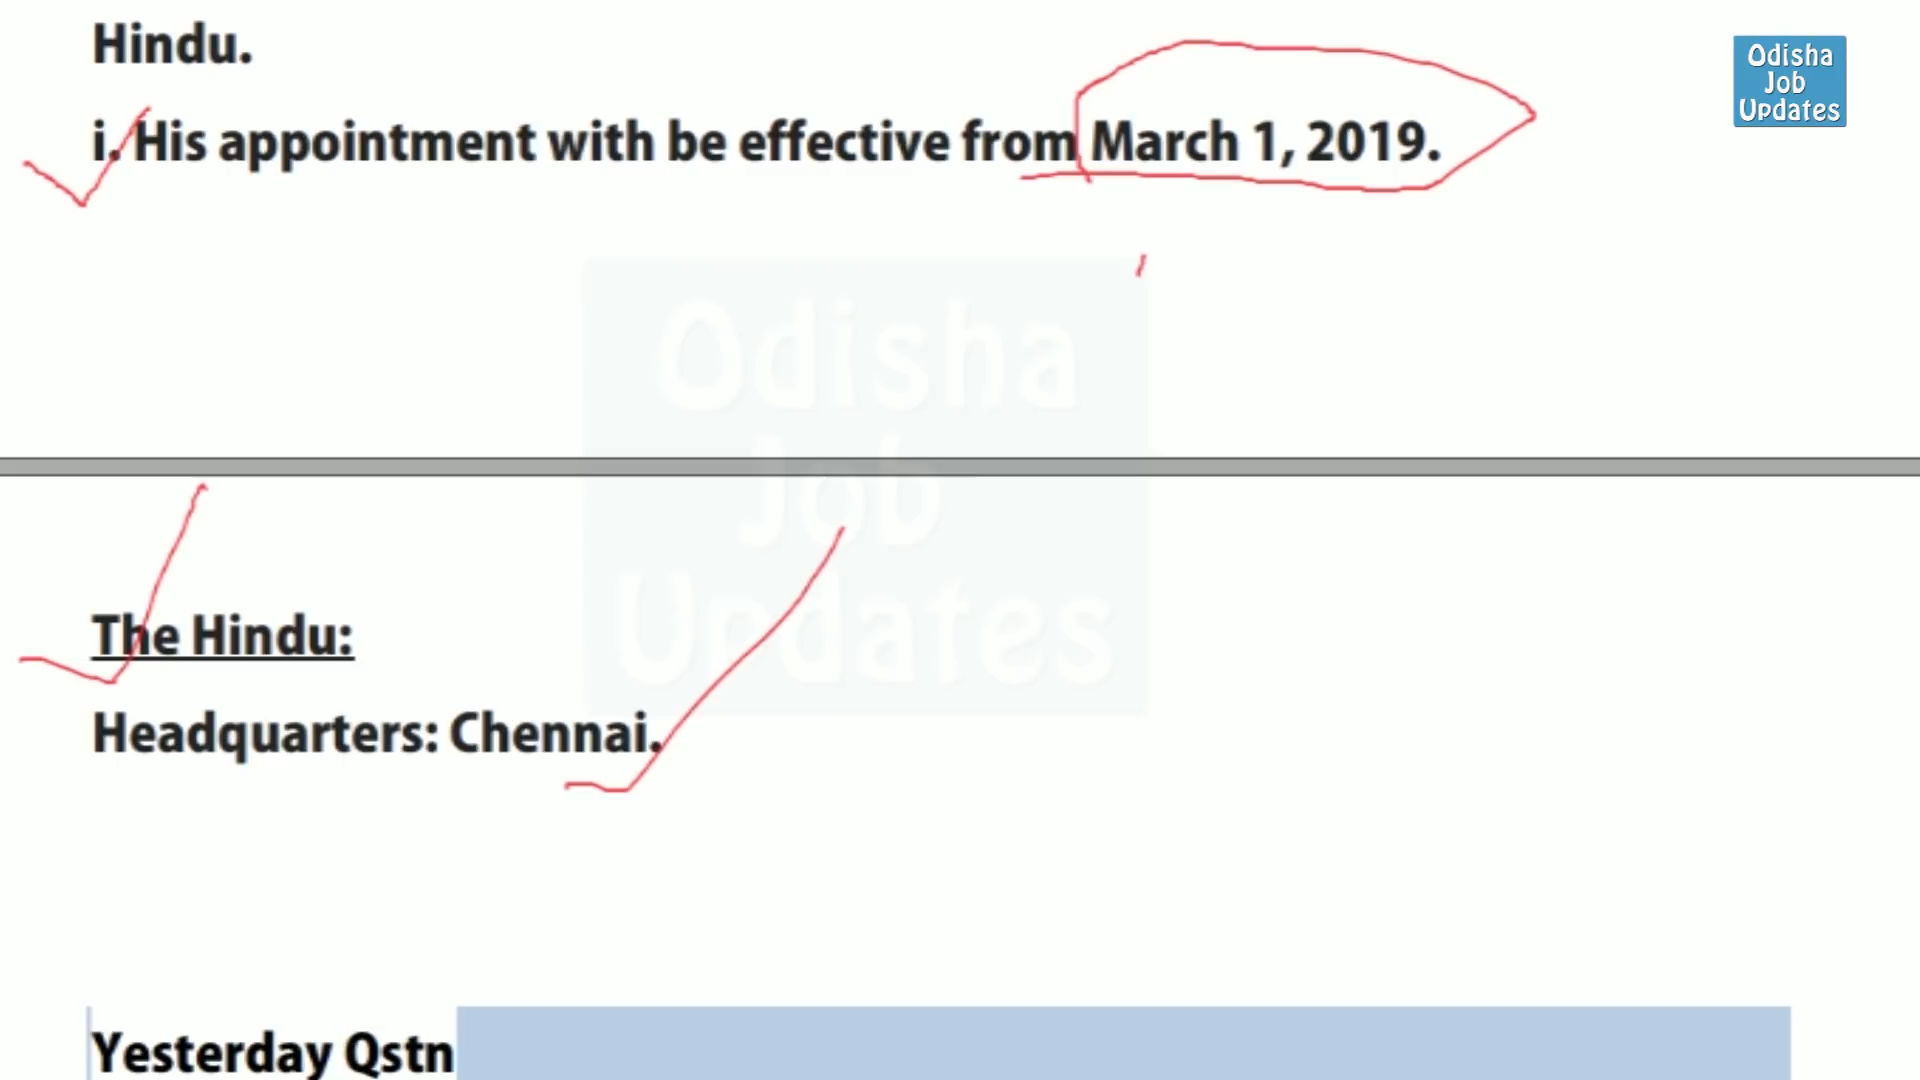 Hindu.
i. His appointment with be effective from March 1, 2019.
Odisha
Job
Updates
Odisha
Job
Updates
The Hindu:
Headquarters: Chennai.
Yesterday Qstn